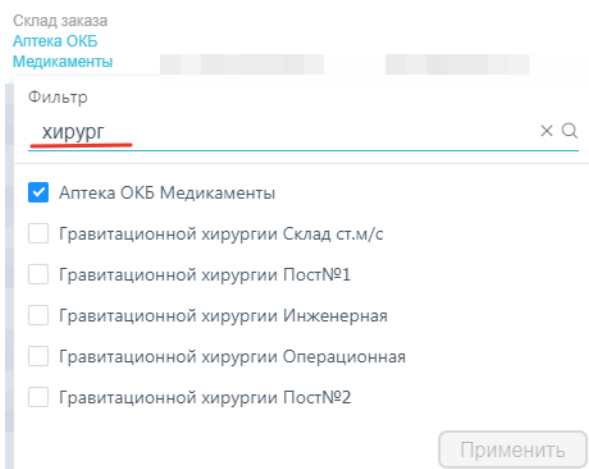 Склад заказа
Аптека ОКБ
Медикаменты
Фильтр
хирург
Аптека ОКБ Медикаменты
Гравитационной хирургии Склад ст.м/с
Гравитационной хирургии Пост№1
Гравитационной хирургии Инженерная
Гравитационной хирургии Операционная
Гравитационной хирургии Пост№2
Применить